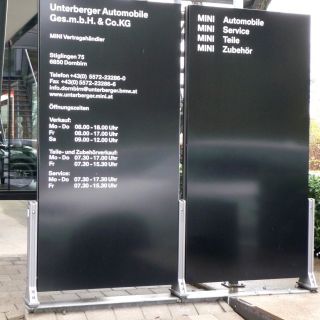 Unterberger Automobile
Ges.m.b.H. & Co.KG
MINI Vertragshändler
Bliglingen 75
6850 Dornbirn
Telefon +43(0) 5572-23286-0
Fax +43(0) 5572-23286-6
info.dornbirn@unterberger.bmw.at
www.unterberger.mini.at
Öffnungszeiten
Verkauf:
Mo - Do 08.00 -18.00 Uhr
Fr 08.00 -17.00 Uhr
Sa 09.00 -12.00 Uhr
Teile- und Zubehörverkauf:
Mo - Do 07.30 -17.00 Uhr
Fr 07.30 -15.30 Uhr
Service:
Mo - Do 07.30 -17.30 Uhr
Fr 07.30 -15.30 Uhr
MINI Automobile
MINI Service
MINI Teile
MINI Zubehör